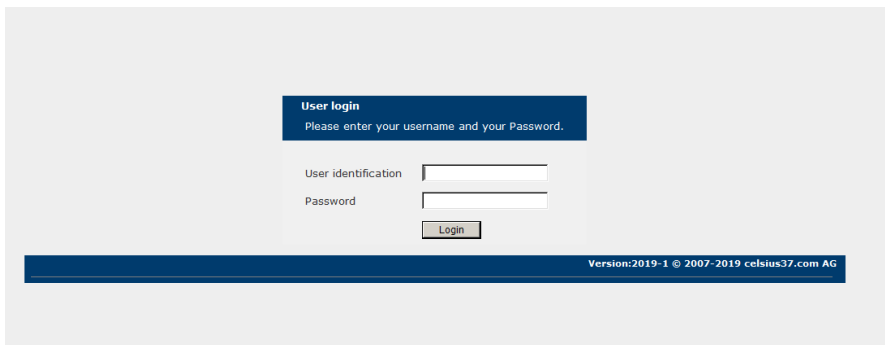 User login
Please enter your username and your Password.
User identification
Password
Login
Version:2019-1 © 2007-2019 celsius37.com AG